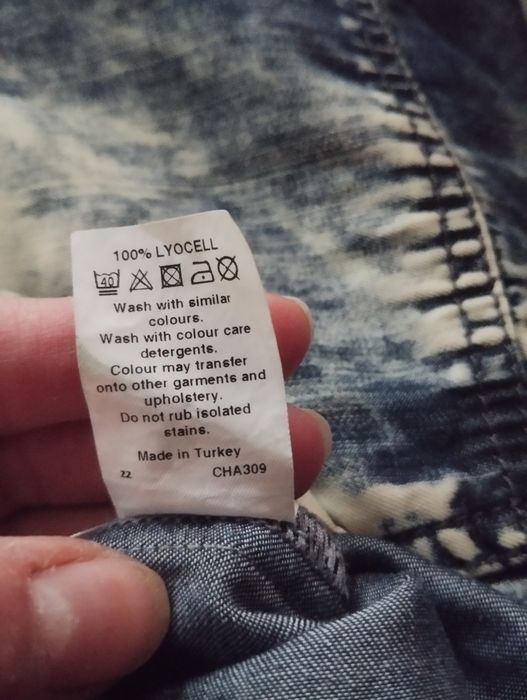 100% LYOCELL
40
Wash with similar
colours.
Wash with colour care
detergents.
Colour may transfer
onto other garments and
upholstery.
Do not rub isolated
stains.
Made in Turkey
22 CHA309